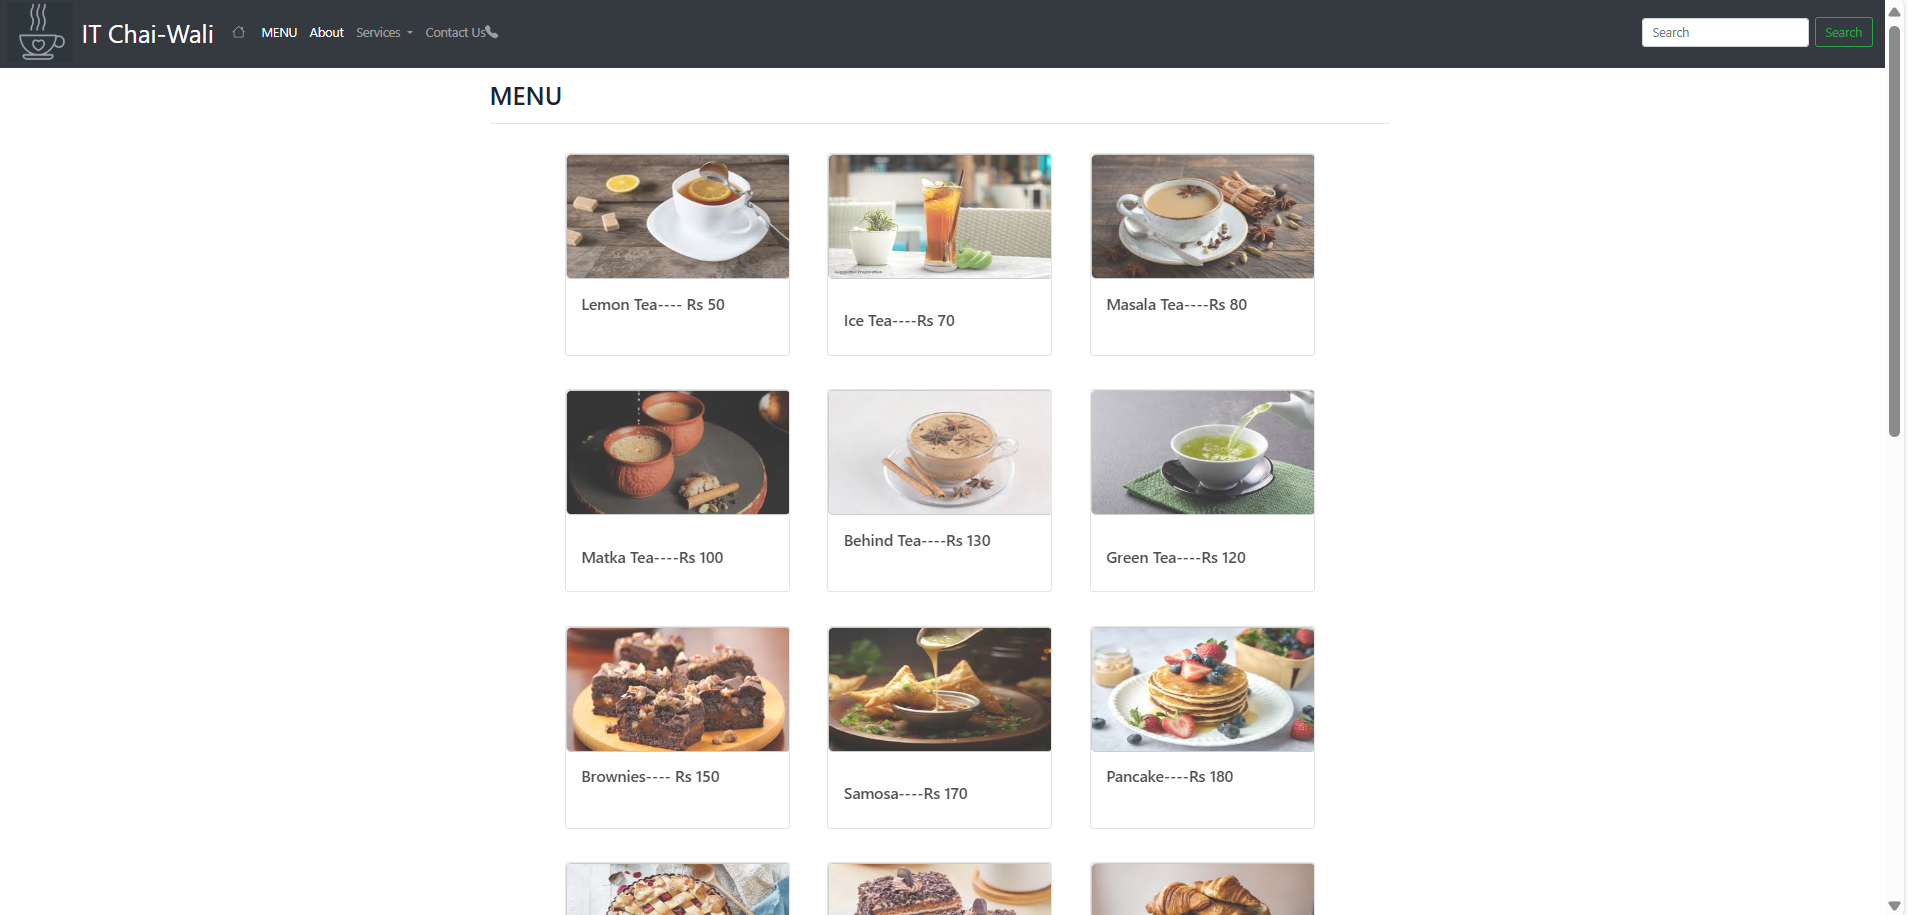 IT Chai-Wali MENU About Services Contact Us Search Search
MENU
Suggested Preparation
Lemon Tea---- Rs 50
Ice Tea----Rs 70
Masala Tea----Rs 80
Matka Tea----Rs 100
Behind Tea----Rs 130
Green Tea----Rs 120
Brownies---- Rs 150
Samosa----Rs 170
Pancake----Rs 180